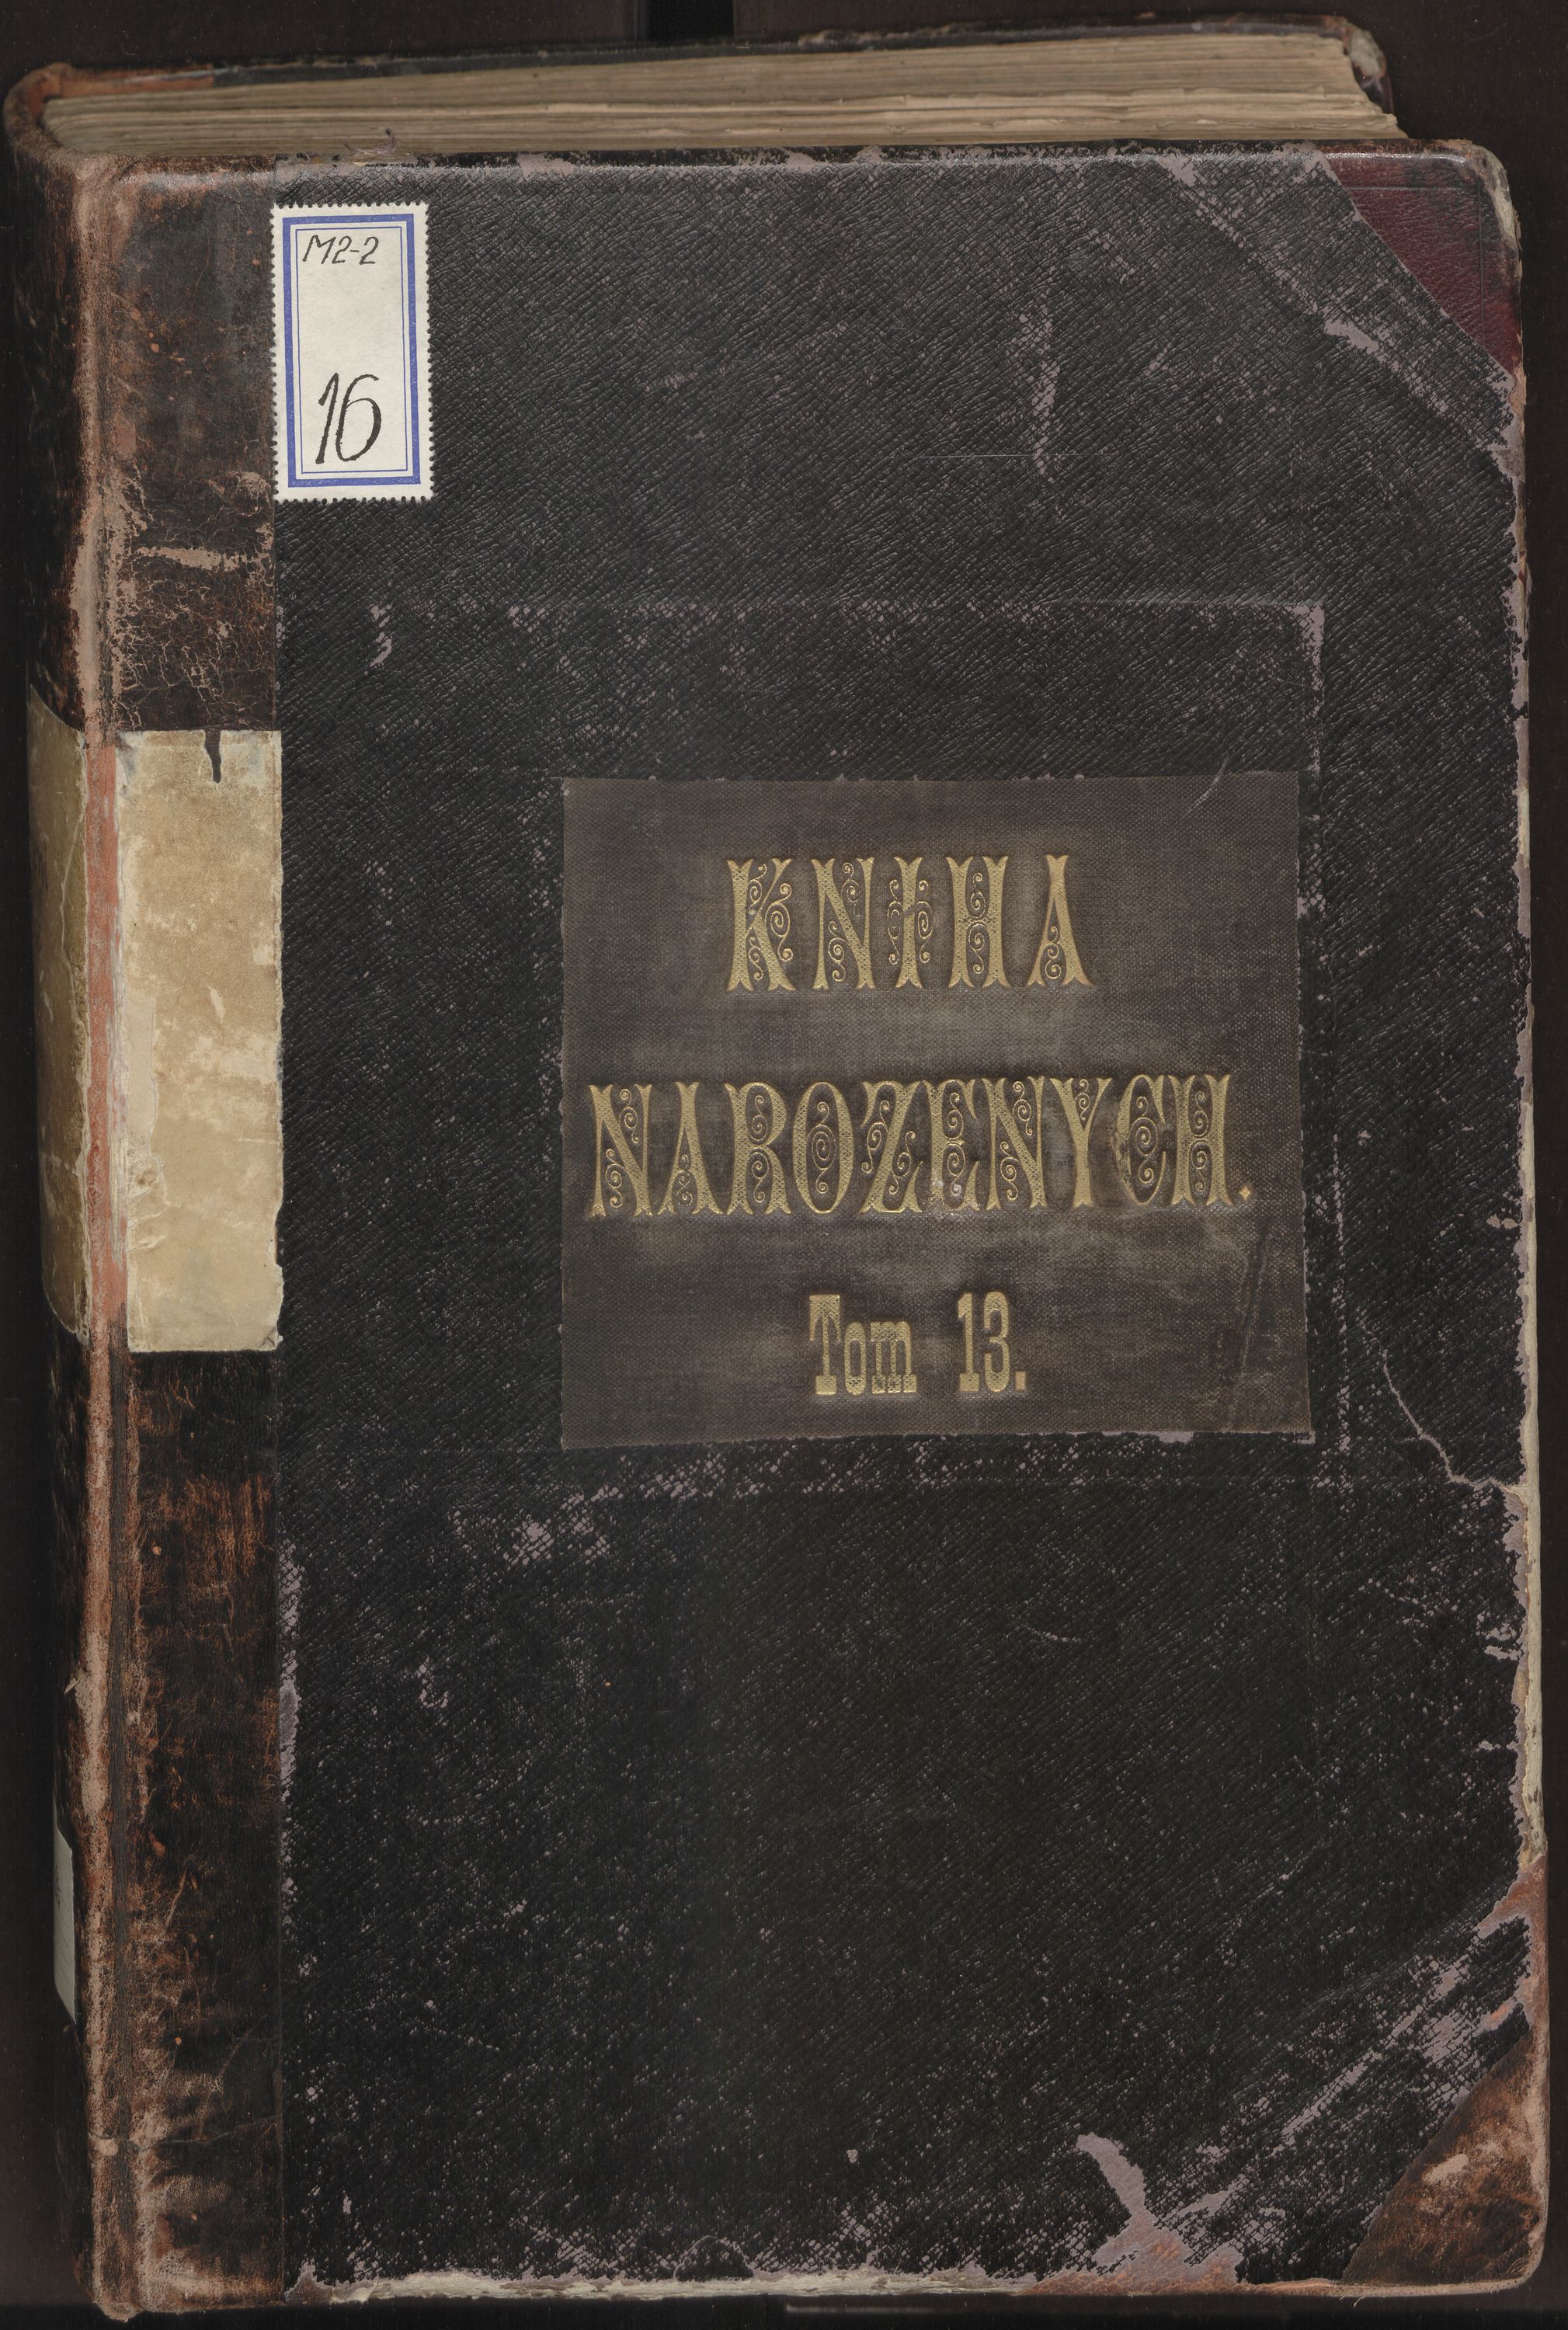 M2-2
16
KNIHA
NAROZENYCH.
Tom 13.